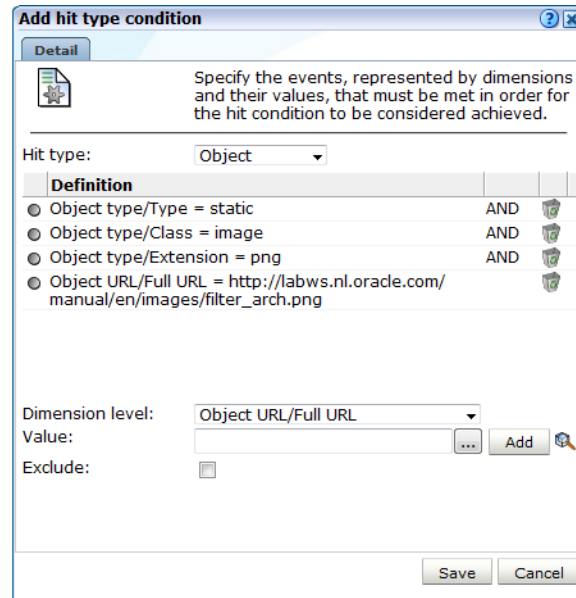 Add hit type condition
Detail
Specify the events, represented by dimensions
and their values, that must be met in order for
the hit condition to be considered achieved.
Hit type: Object
Definition
Object type/Type = static AND
Object type/Class = image AND
Object type/Extension = png AND
Object URL/Full URL = http://labws.nl.oracle.com/
manual/en/images/filter_arch.png
Dimension level: Object URL/Full URL
Value: ... Add
Exclude:
Save Cancel